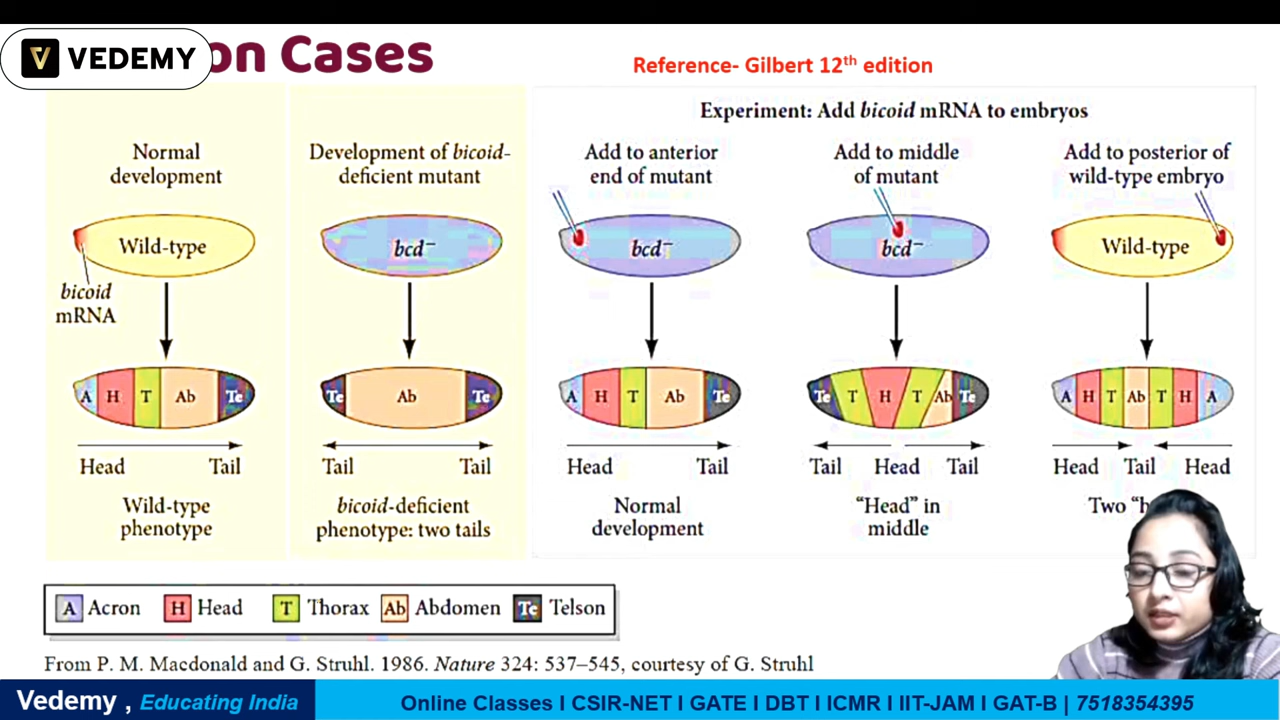 VEDEMY
on Cases
Reference- Gilbert 12th edition
Normal
development
Wild-type
bicoid
mRNA
A H T Ab Te
Head Tail
Wild-type
phenotype
Development of bicoid-
deficient mutant
bcd⁻
Te Ab Te
Tail Tail
bicoid-deficient
phenotype: two tails
Experiment: Add bicoid mRNA to embryos
Add to anterior
end of mutant
bcd⁻
A H T Ab Te
Head Tail
Normal
development
Add to middle
of mutant
bcd⁻
Te T H T Ab Te
Tail Head Tail
“Head” in
middle
Add to posterior of
wild-type embryo
Wild-type
A H T Ab T H A
Head Tail Head
Two
A Acron H Head T Thorax Ab Abdomen Te Telson
From P. M. Macdonald and G. Struhl. 1986. Nature 324: 537–545, courtesy of G. Struhl
Vedemy , Educating India
Online Classes I CSIR-NET I GATE I DBT I ICMR I IIT-JAM I GAT-B | 7518354395